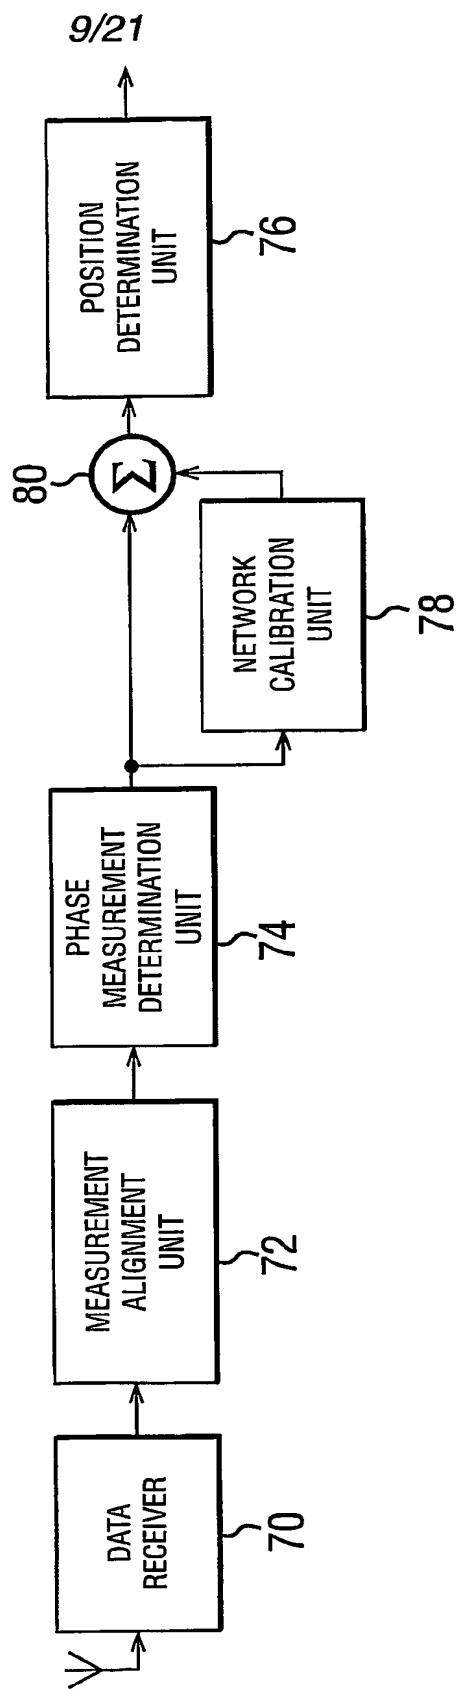 9/21
DATA
RECEIVER
70
MEASUREMENT
ALIGNMENT
UNIT
72
PHASE
MEASUREMENT
DETERMINATION
UNIT
74
NETWORK
CALIBRATION
UNIT
78
80
Σ
POSITION
DETERMINATION
UNIT
76